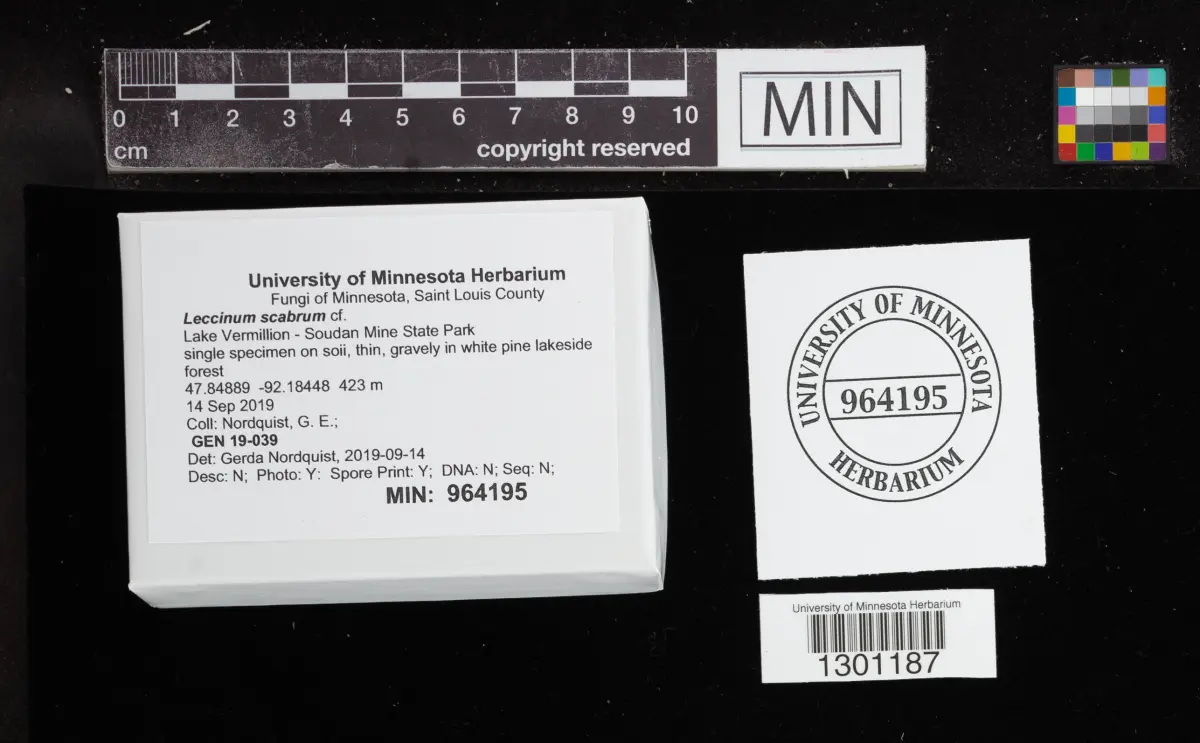 0 1 2 3 4 5 6 7 8 9 10
cm
copyright reserved
MIN
University of Minnesota Herbarium
Fungi of Minnesota, Saint Louis County
Leccinum scabrum cf.
Lake Vermillion - Soudan Mine State Park
single specimen on soii, thin, gravely in white pine lakeside
forest
47.84889 -92.18448 423 m
14 Sep 2019
Coll: Nordquist, G. E.;
GEN 19-039
Det: Gerda Nordquist, 2019-09-14
Desc: N; Photo: Y: Spore Print: Y; DNA: N; Seq: N;
MIN: 964195
UNIVERSITY OF MINNESOTA
964195
HERBARIUM
University of Minnesota Herbarium
1301187